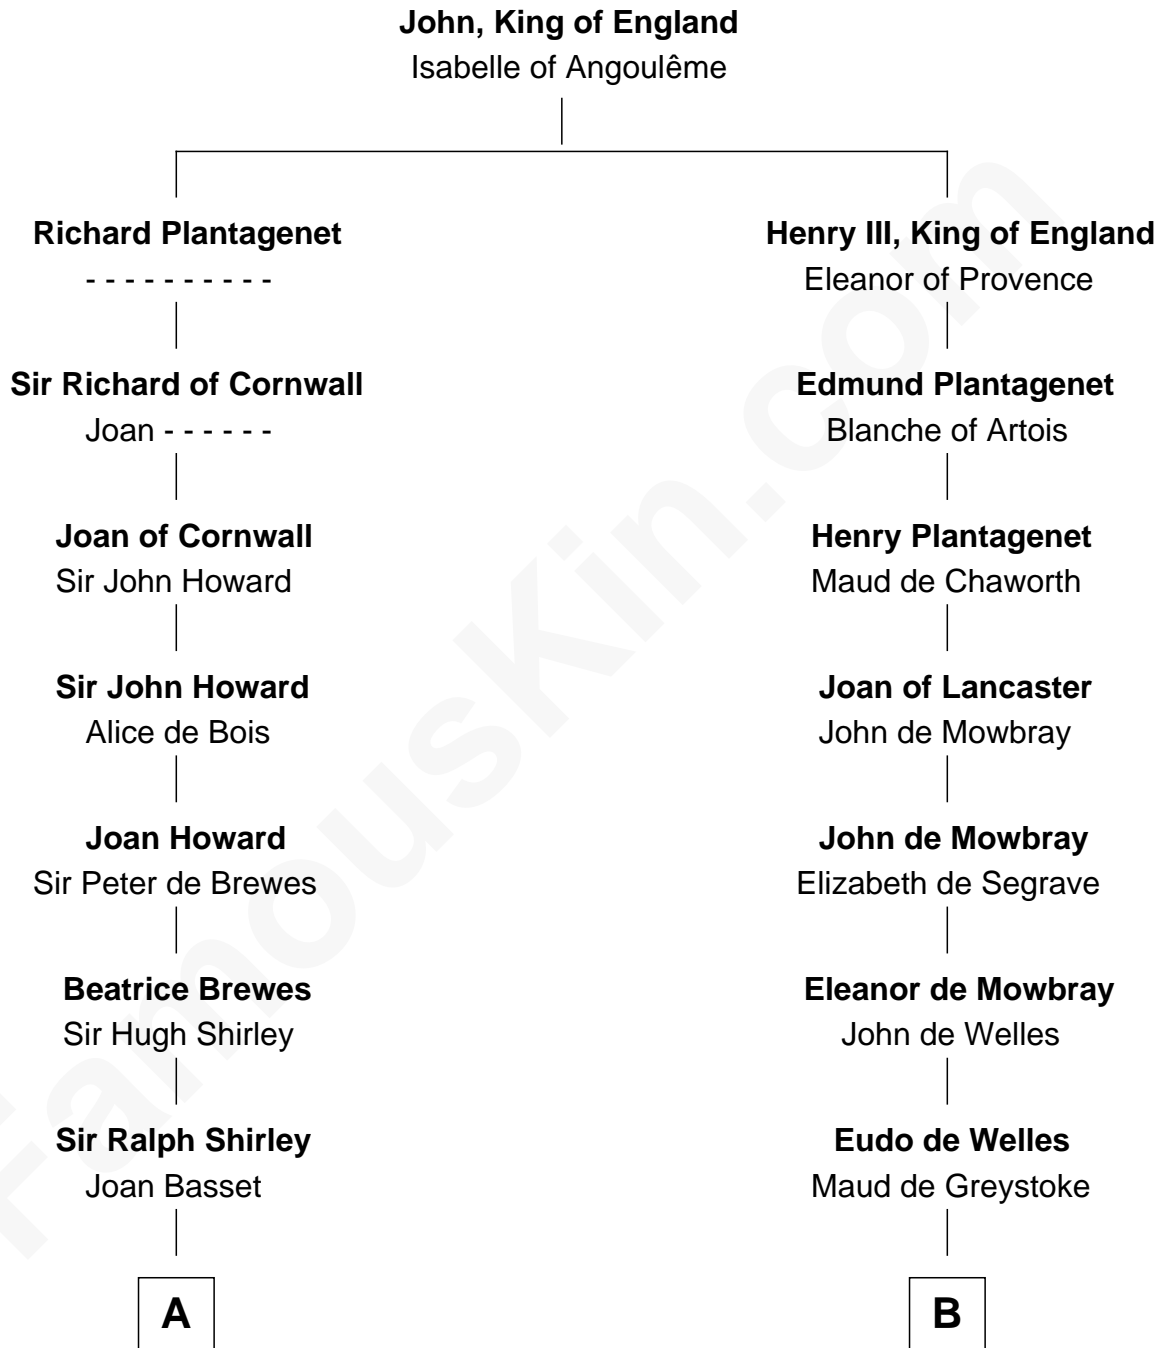 John, King of England
Isabelle of Angoulême
Richard Plantagenet
- - - - - - - - - -
Sir Richard of Cornwall
Joan - - - - - -
Joan of Cornwall
Sir John Howard
Sir John Howard
Alice de Bois
Joan Howard
Sir Peter de Brewes
Beatrice Brewes
Sir Hugh Shirley
Sir Ralph Shirley
Joan Basset
A
Henry III, King of England
Eleanor of Provence
Edmund Plantagenet
Blanche of Artois
Henry Plantagenet
Maud de Chaworth
Joan of Lancaster
John de Mowbray
John de Mowbray
Elizabeth de Segrave
Eleanor de Mowbray
John de Welles
Eudo de Welles
Maud de Greystoke
B
FamousKin.com